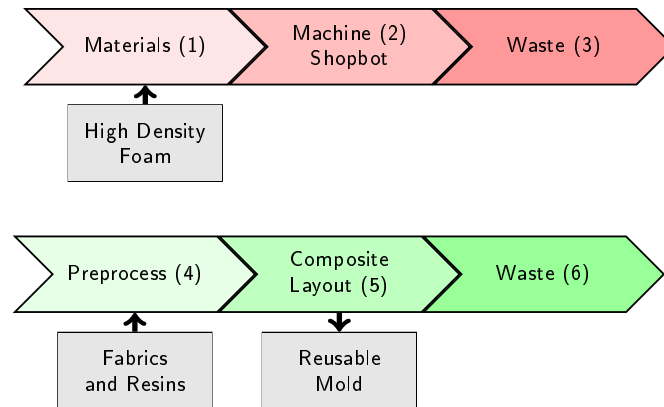 Materials (1)
Machine (2)
Shopbot
Waste (3)
High Density
Foam
Preprocess (4)
Composite
Layout (5)
Waste (6)
Fabrics
and Resins
Reusable
Mold